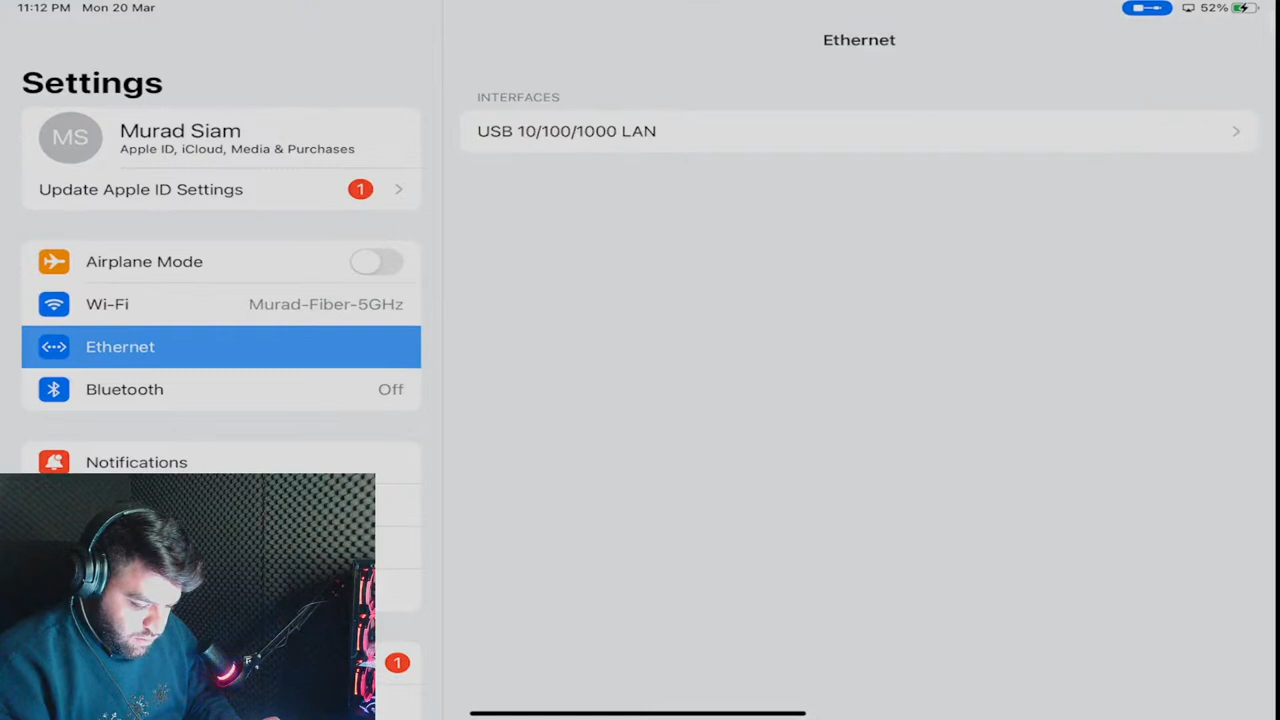 11:12 PM Mon 20 Mar
52%
Settings
MS
Murad Siam
Apple ID, iCloud, Media & Purchases
Update Apple ID Settings
1
Airplane Mode
Wi-Fi
Murad-Fiber-5GHz
Ethernet
Bluetooth
Off
Notifications
1
Ethernet
INTERFACES
USB 10/100/1000 LAN